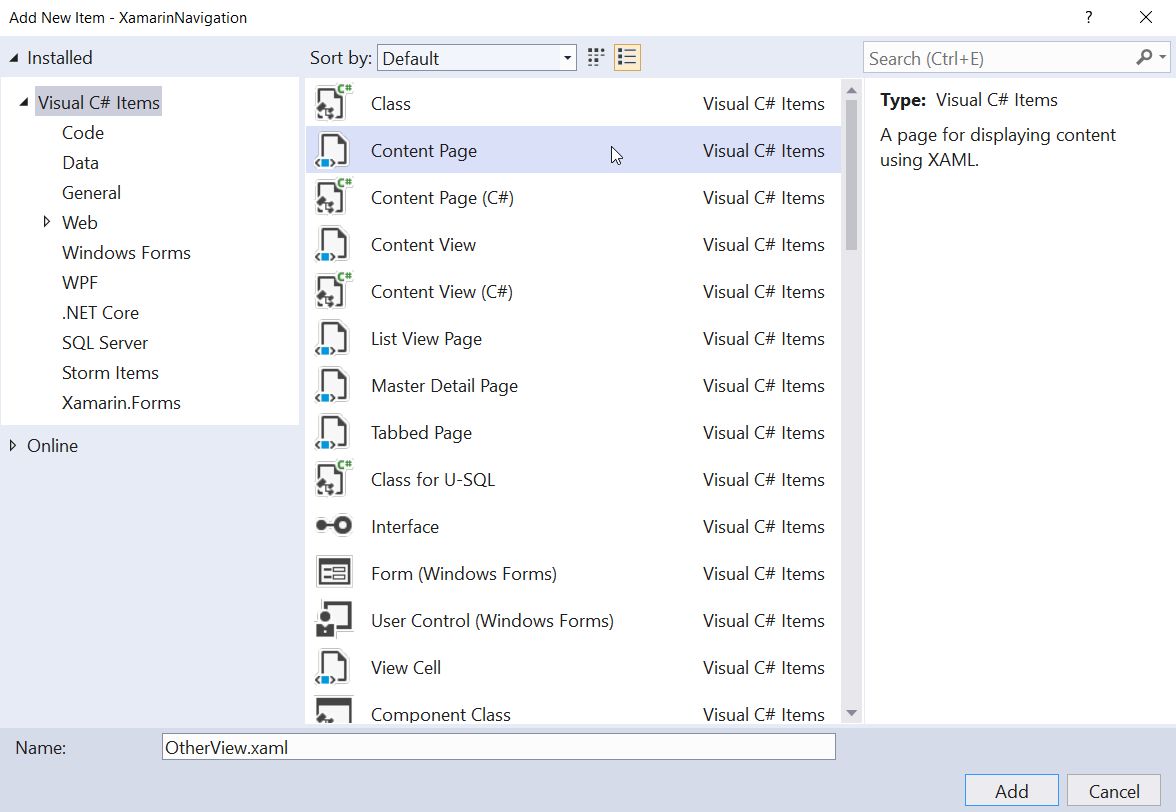 Add New Item - XamarinNavigation
?
Installed
Sort by: Default
Search (Ctrl+E)
Visual C# Items
Code
Data
General
Web
Windows Forms
WPF
.NET Core
SQL Server
Storm Items
Xamarin.Forms
Online
C# Class Visual C# Items
Content Page Visual C# Items
C# Content Page (C#) Visual C# Items
Content View Visual C# Items
C# Content View (C#) Visual C# Items
List View Page Visual C# Items
Master Detail Page Visual C# Items
Tabbed Page Visual C# Items
C# Class for U-SQL Visual C# Items
Interface Visual C# Items
Form (Windows Forms) Visual C# Items
User Control (Windows Forms) Visual C# Items
View Cell Visual C# Items
Component Class Visual C# Items
Type: Visual C# Items
A page for displaying content
using XAML.
Name: OtherView.xaml
Add Cancel